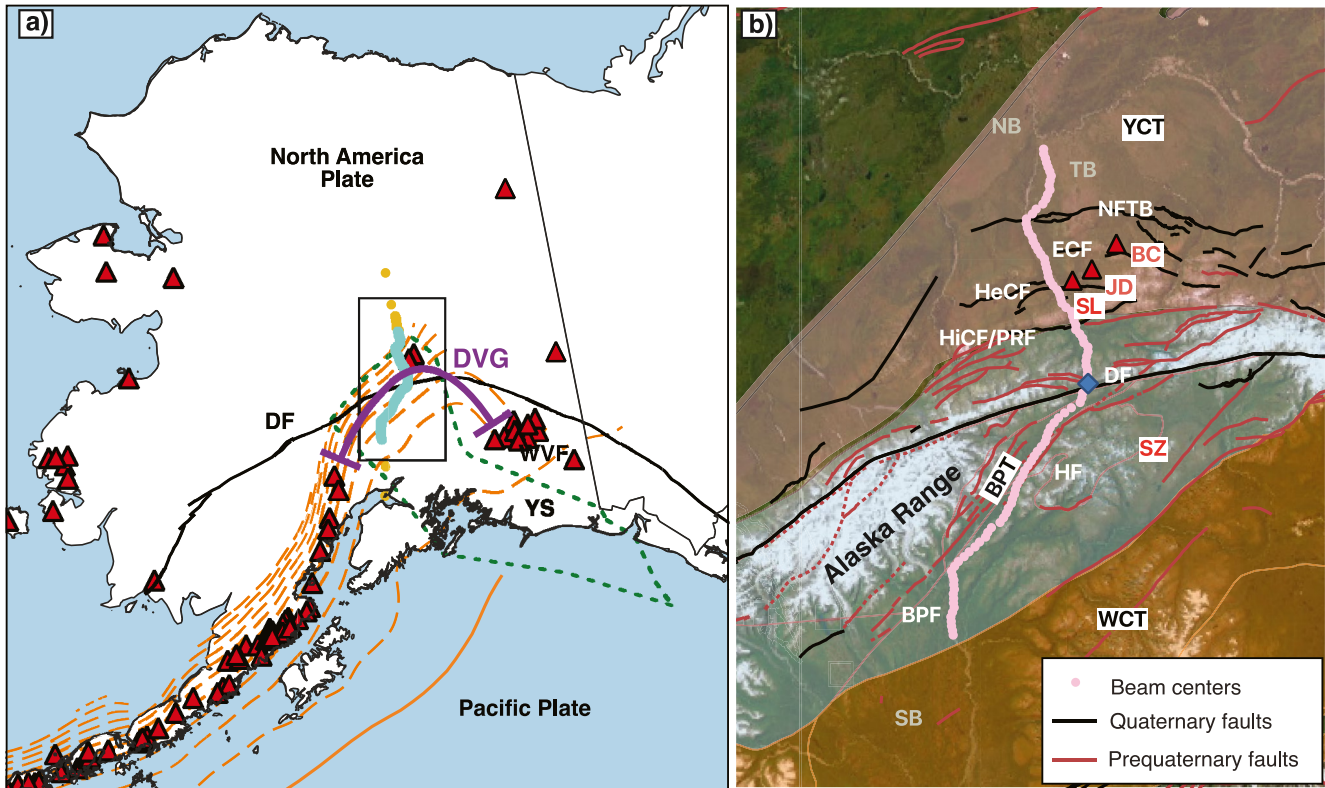 a)
North America
Plate
DVG
DF
WVF
YS
Pacific Plate
b)
NB
YCT
TB
NFTB
ECF
BC
HeCF
JD
SL
HiCF/PRF
DF
SZ
BPT
HF
Alaska Range
BPF
WCT
SB
Beam centers
Quaternary faults
Prequaternary faults